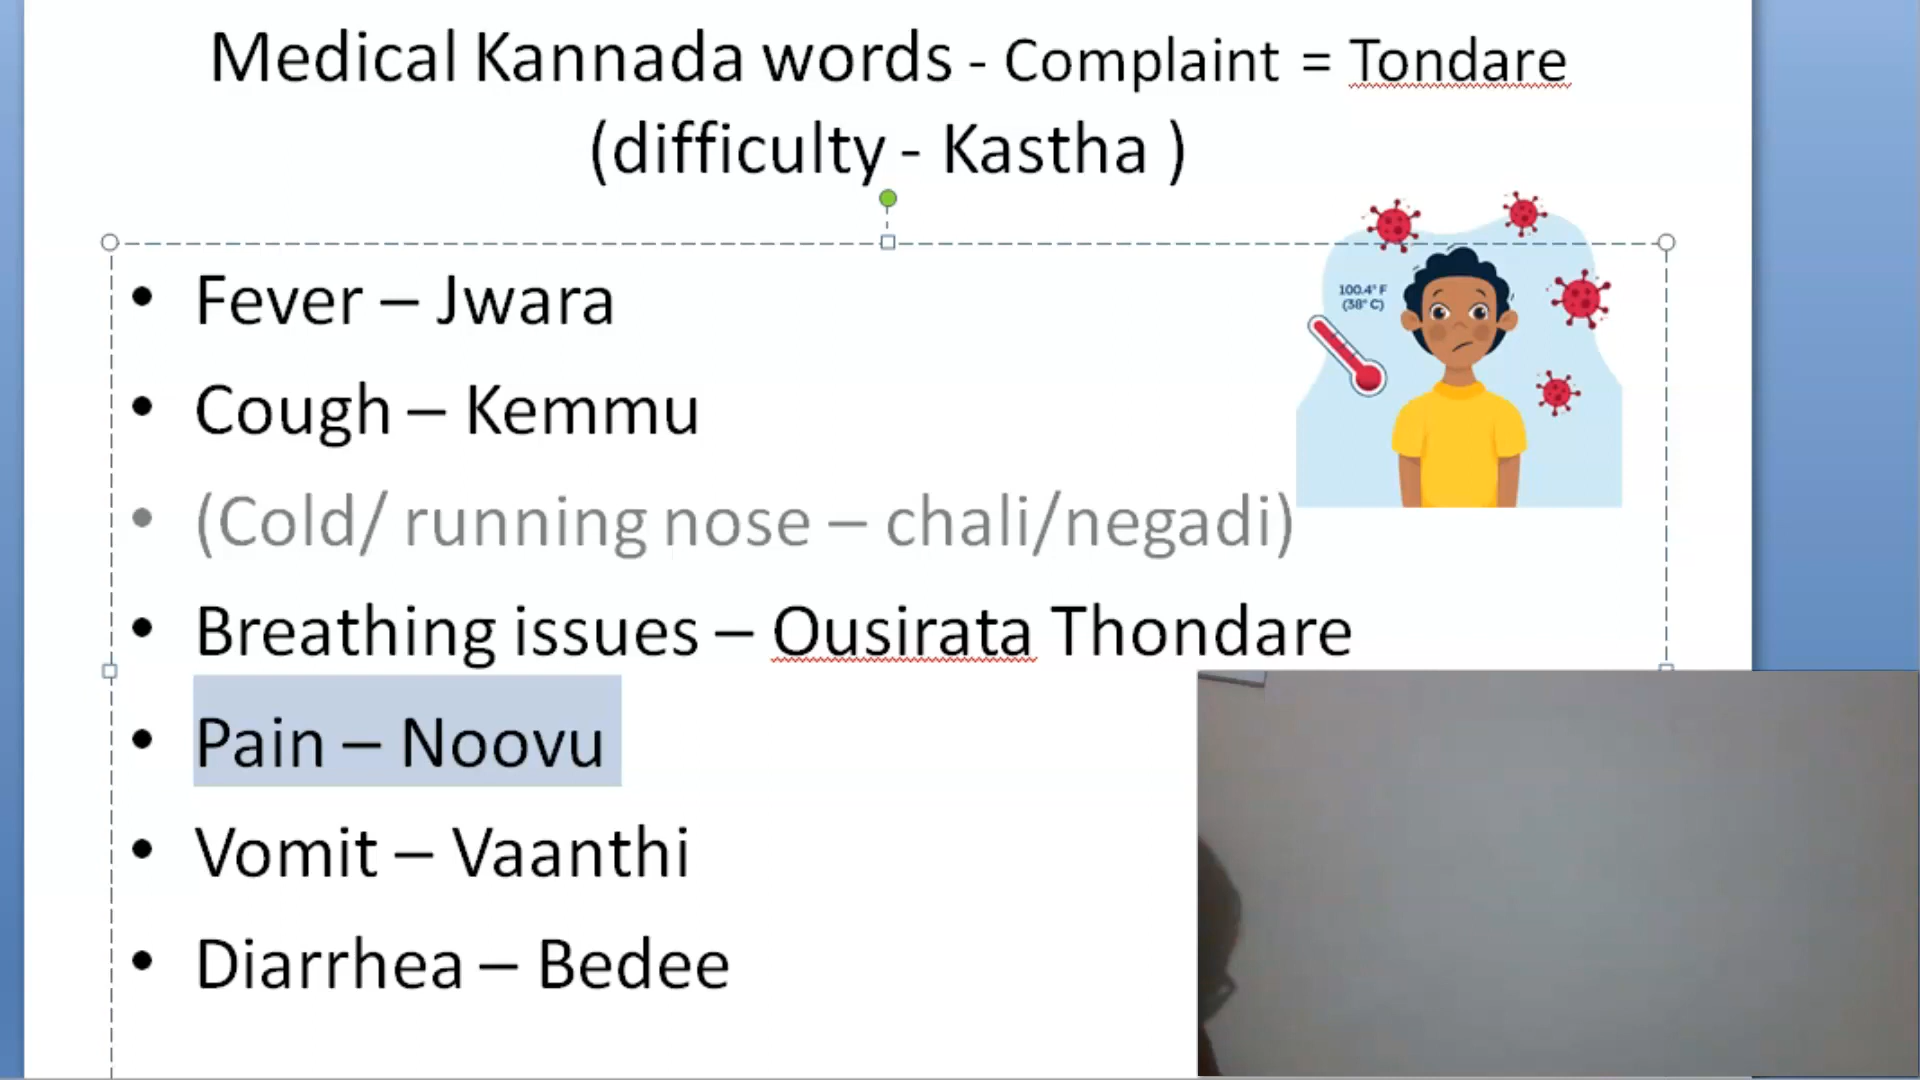 Medical Kannada words - Complaint = Tondare
(difficulty - Kastha )
• Fever – Jwara
100.4° F
(38° C)
• Cough – Kemmu
• (Cold/ running nose – chali/negadi)
• Breathing issues – Ousirata Thondare
• Pain – Noovu
• Vomit – Vaanthi
• Diarrhea – Bedee